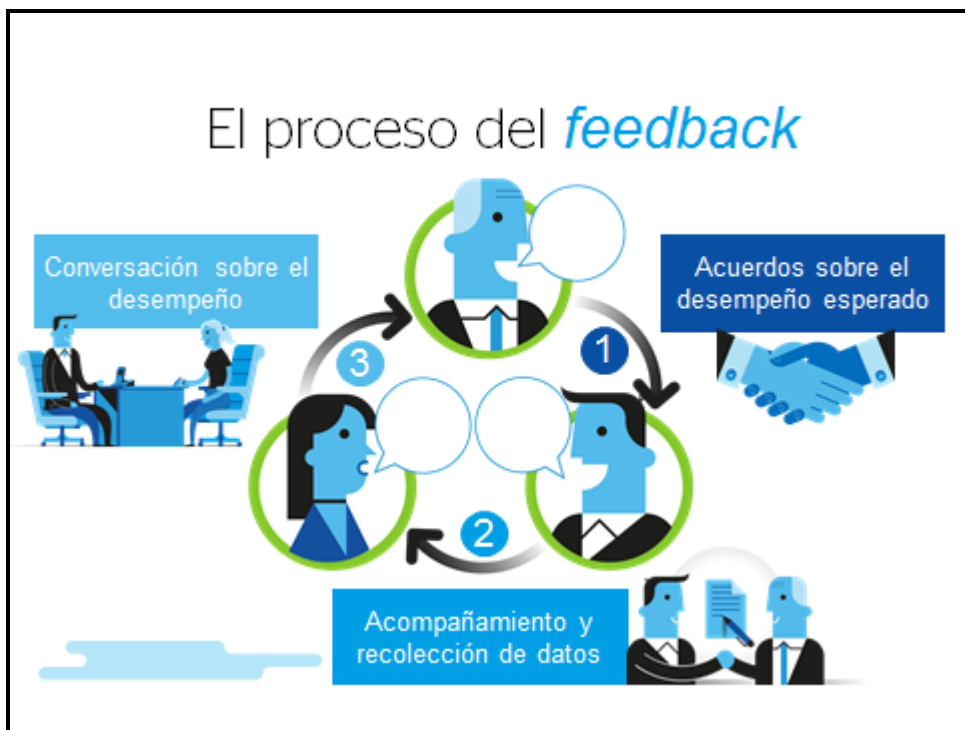 El proceso del feedback
Conversación sobre el
desempeño
Acuerdos sobre el
desempeño esperado
1
3
2
Acompañamiento y
recolección de datos